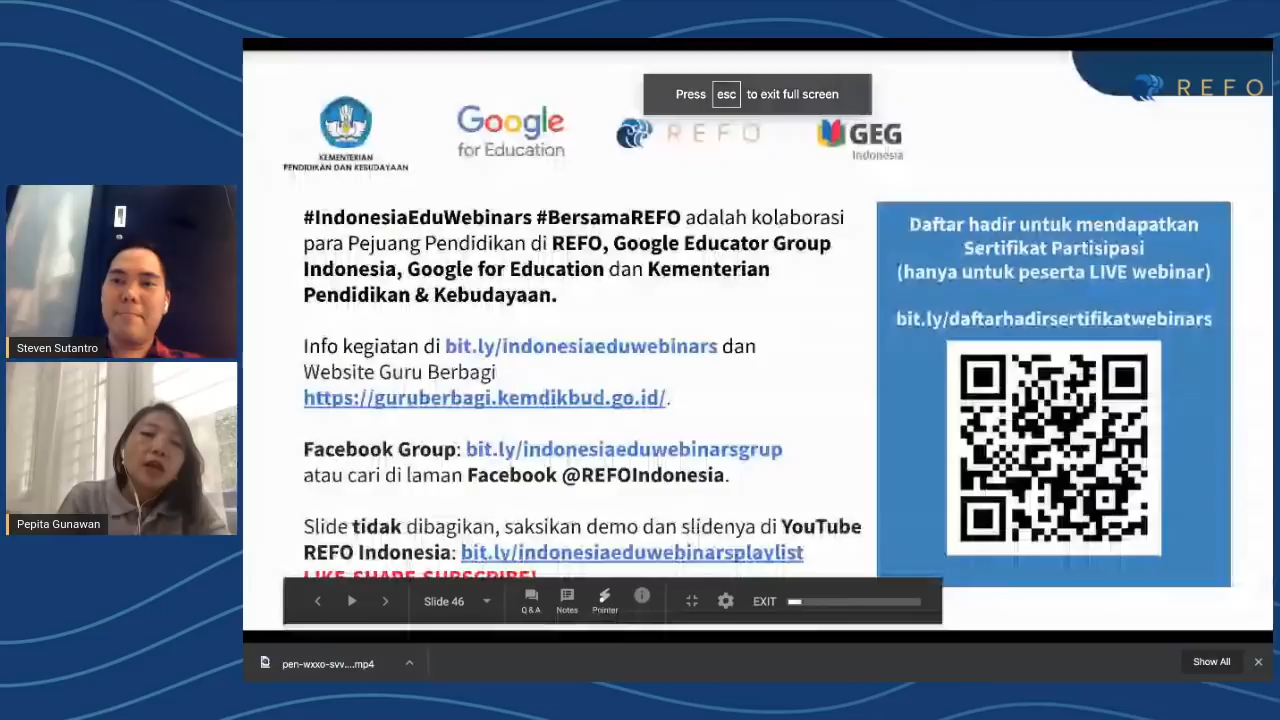 Press esc to exit full screen
REFO
KEMENTERIAN
PENDIDIKAN DAN KEBUDAYAAN
Google
for Education
REFO
GEG
Indonesia
#IndonesiaEduWebinars #BersamaREFO adalah kolaborasi
para Pejuang Pendidikan di REFO, Google Educator Group
Indonesia, Google for Education dan Kementerian
Pendidikan & Kebudayaan.
Info kegiatan di bit.ly/indonesiaeduwebinars dan
Website Guru Berbagi
https://guruberbagi.kemdikbud.go.id/.
Facebook Group: bit.ly/indonesiaeduwebinarsgrup
atau cari di laman Facebook @REFOIndonesia.
Slide tidak dibagikan, saksikan demo dan slidenya di YouTube
REFO Indonesia: bit.ly/indonesiaeduwebinarsplaylist
LIKE-SHARE-SUBSCRIBE!
Daftar hadir untuk mendapatkan
Sertifikat Partisipasi
(hanya untuk peserta LIVE webinar)
bit.ly/daftarhadirsertifikatwebinars
Steven Sutantro
Pepita Gunawan
Slide 46
Q & A
Notes
Pointer
EXIT
pen-wxxo-svv....mp4
Show All